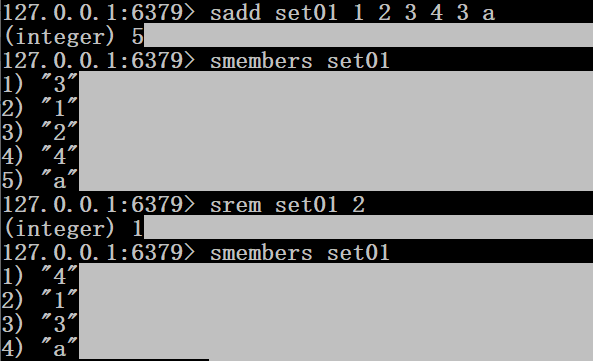 127.0.0.1:6379> sadd set01 1 2 3 4 3 a
(integer) 5
127.0.0.1:6379> smembers set01
1) "3"
2) "1"
3) "2"
4) "4"
5) "a"
127.0.0.1:6379> srem set01 2
(integer) 1
127.0.0.1:6379> smembers set01
1) "4"
2) "1"
3) "3"
4) "a"